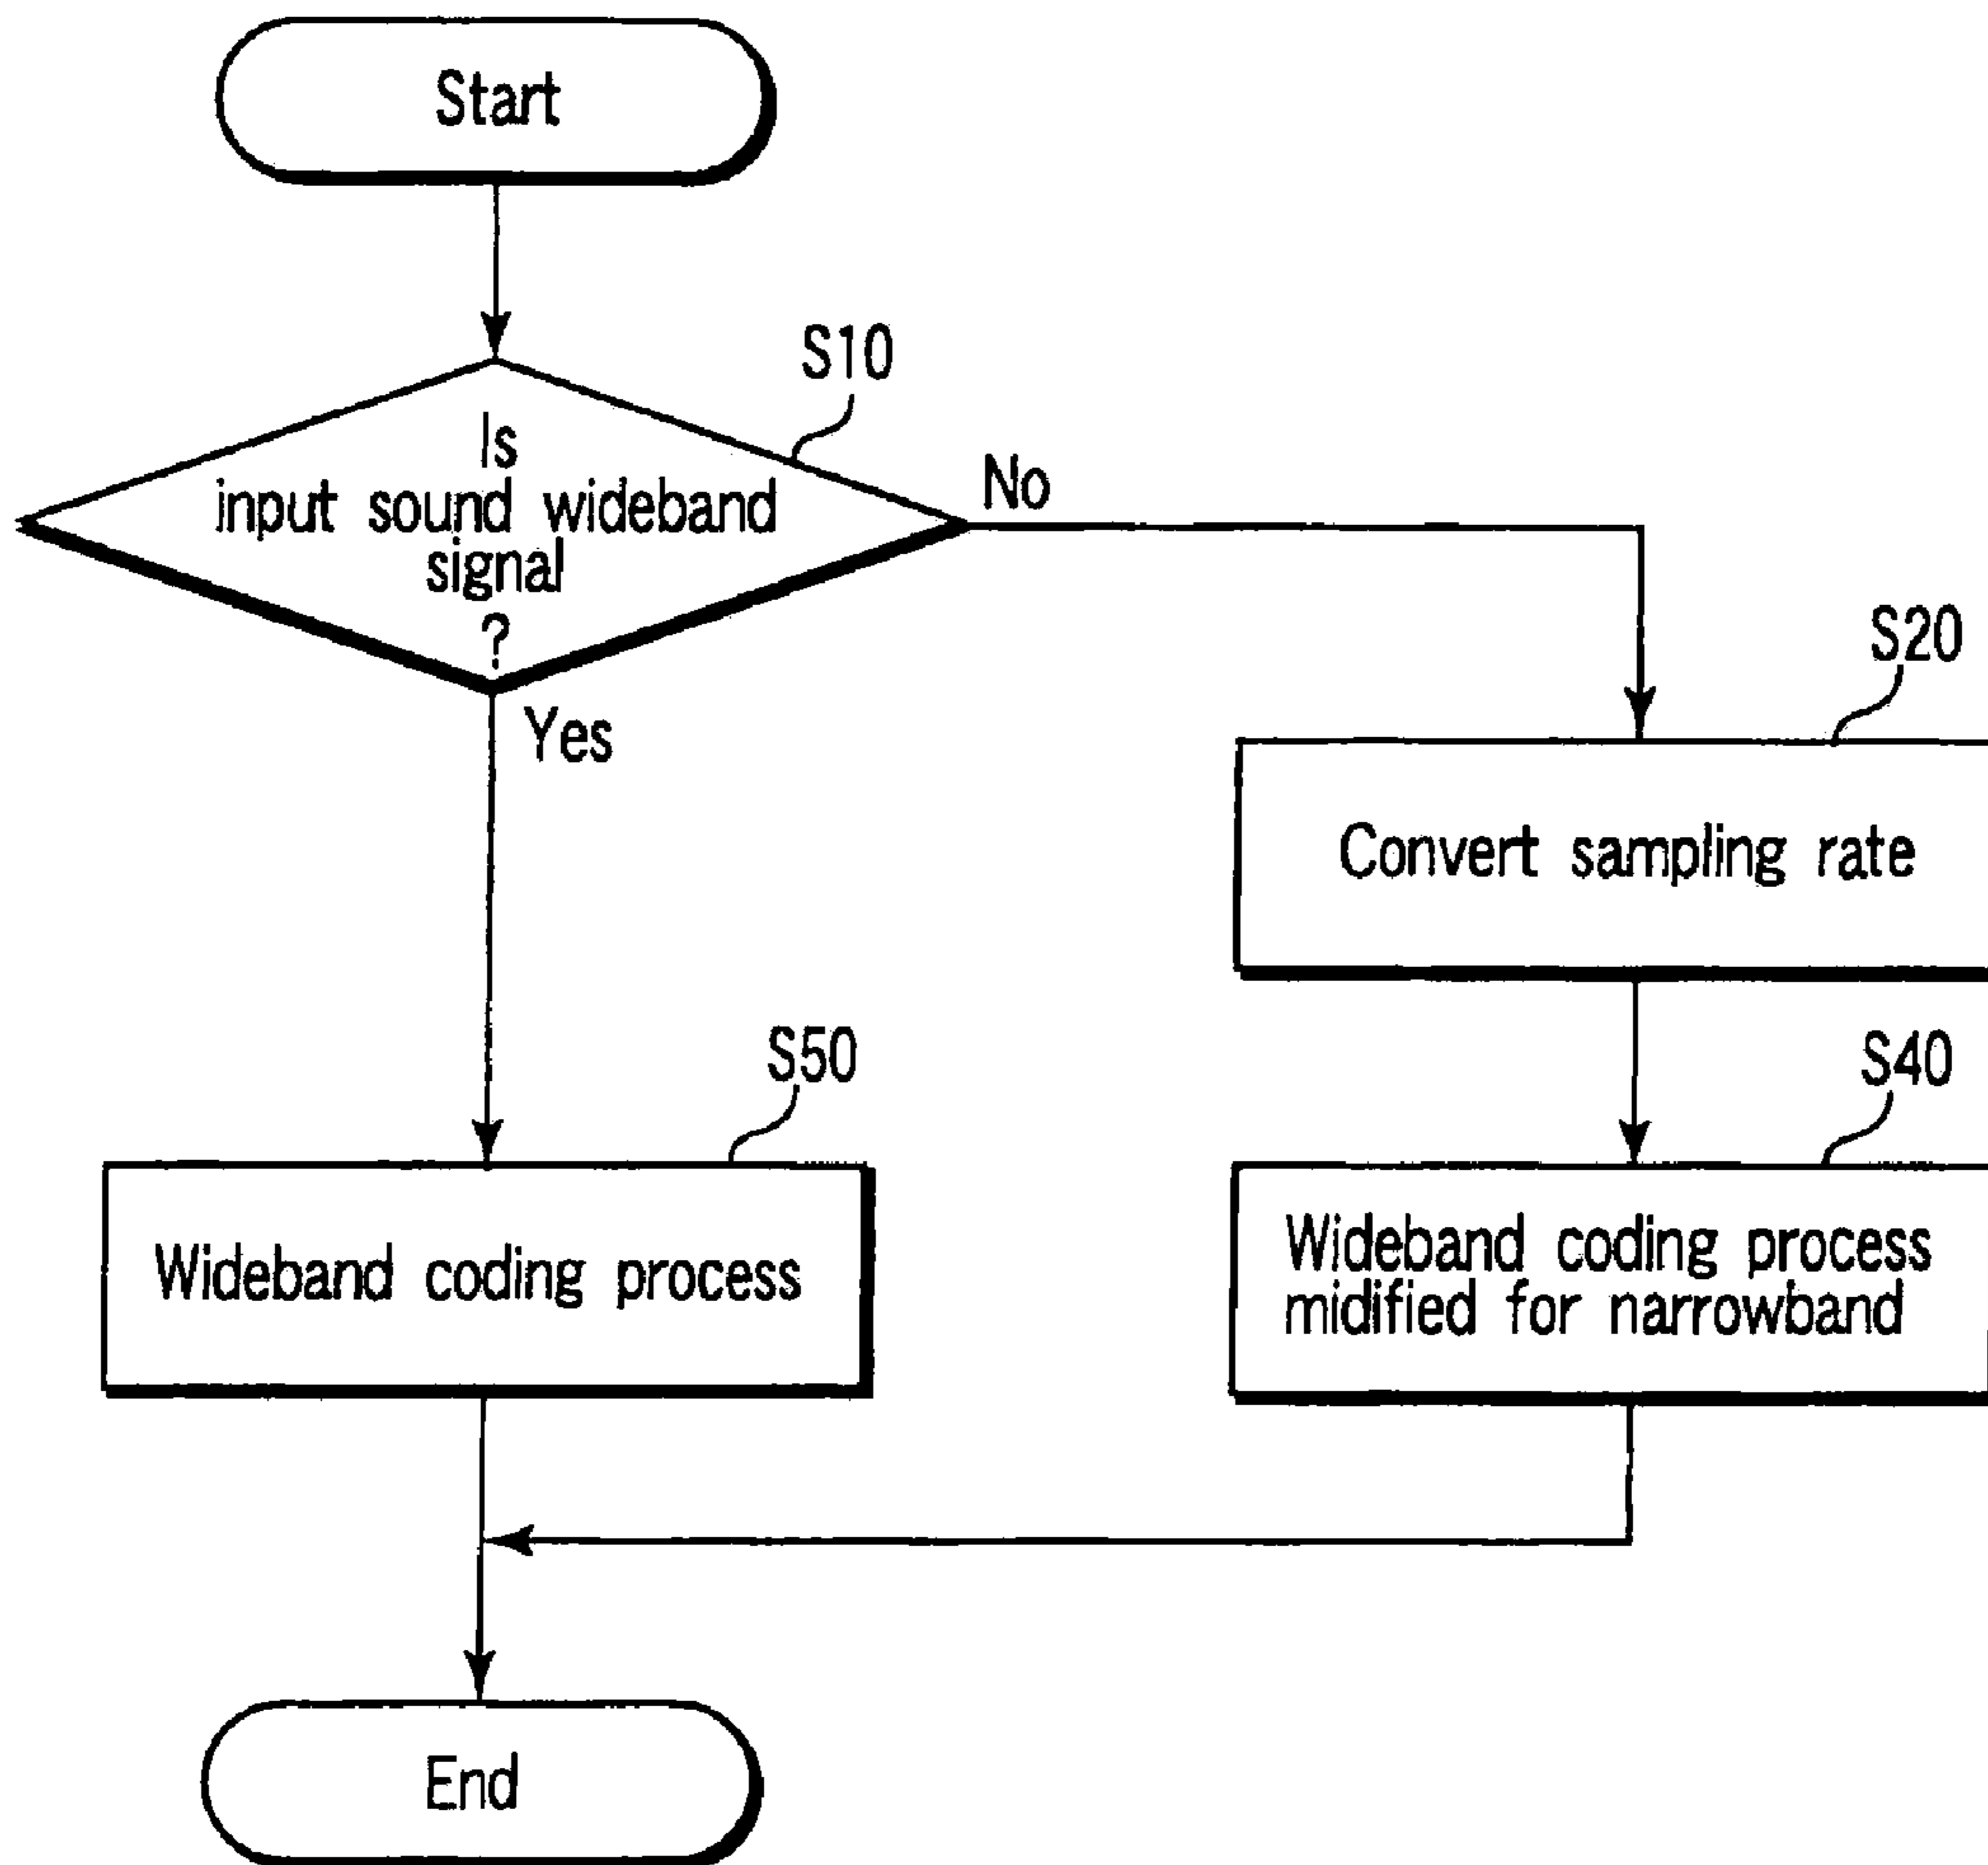 Start
S10
Is
input sound wideband
signal
?
No
Yes
S20
Convert sampling rate
S50
Wideband coding process
S40
Wideband coding process
midified for narrowband
End